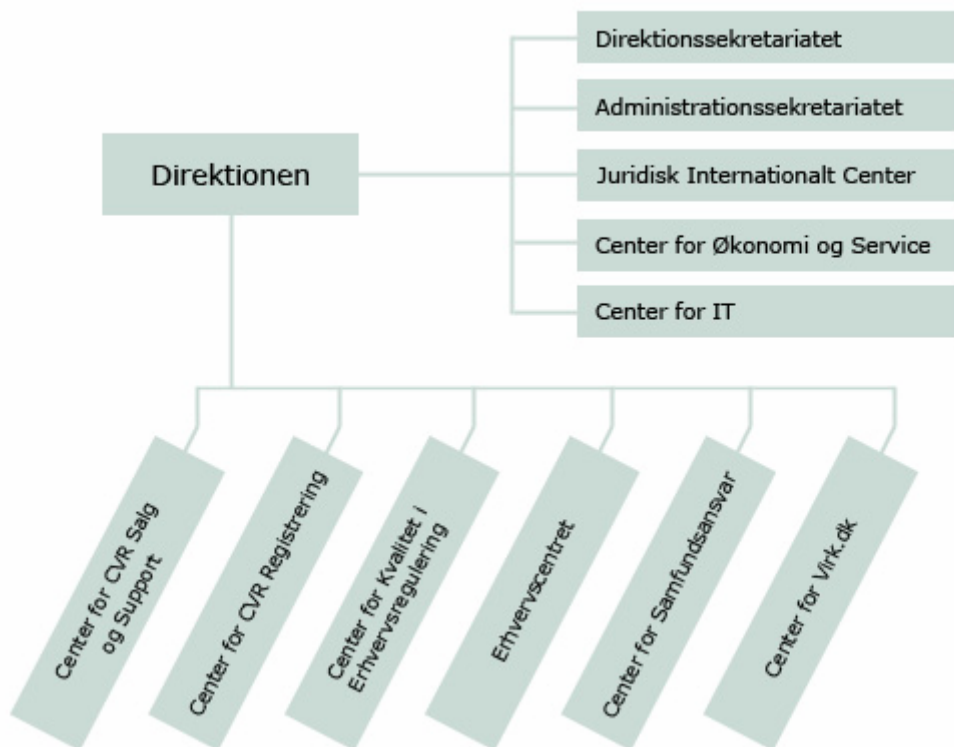 Direktionssekretariatet
Administrationssekretariatet
Direktionen
Juridisk Internationalt Center
Center for Økonomi og Service
Center for IT
Center for CVR Salg
og Support
Center for CVR Registrering
Center for Kvalitet i
Erhvervsregulering
Erhvervscentret
Center for Samfundsansvar
Center for Virk.dk